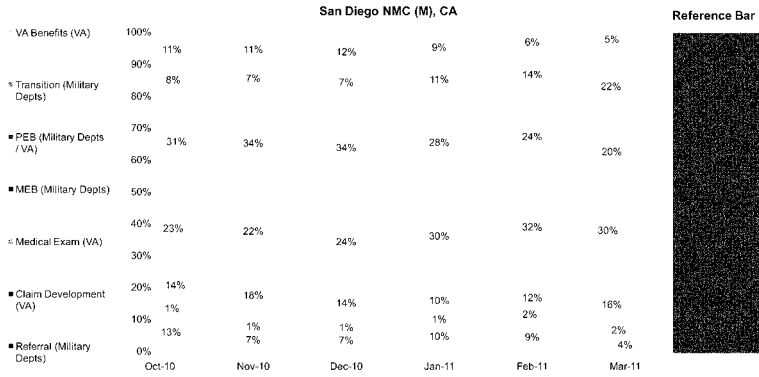 San Diego NMC (M), CA
Reference Bar
VA Benefits (VA)
Transition (Military
Depts)
PEB (Military Depts
/ VA)
MEB (Military Depts)
Medical Exam (VA)
Claim Development
(VA)
Referral (Military
Depts)
100%
90%
80%
70%
60%
50%
40%
30%
20%
10%
0%
11% 11% 12% 9% 6% 5%
8% 7% 7% 11% 14% 22%
31% 34% 34% 28% 24% 20%
23% 22% 24% 30% 32% 30%
14% 18% 14% 10% 12% 16%
1% 1% 1% 1% 2% 2%
13% 7% 7% 10% 9% 4%
Oct-10 Nov-10 Dec-10 Jan-11 Feb-11 Mar-11